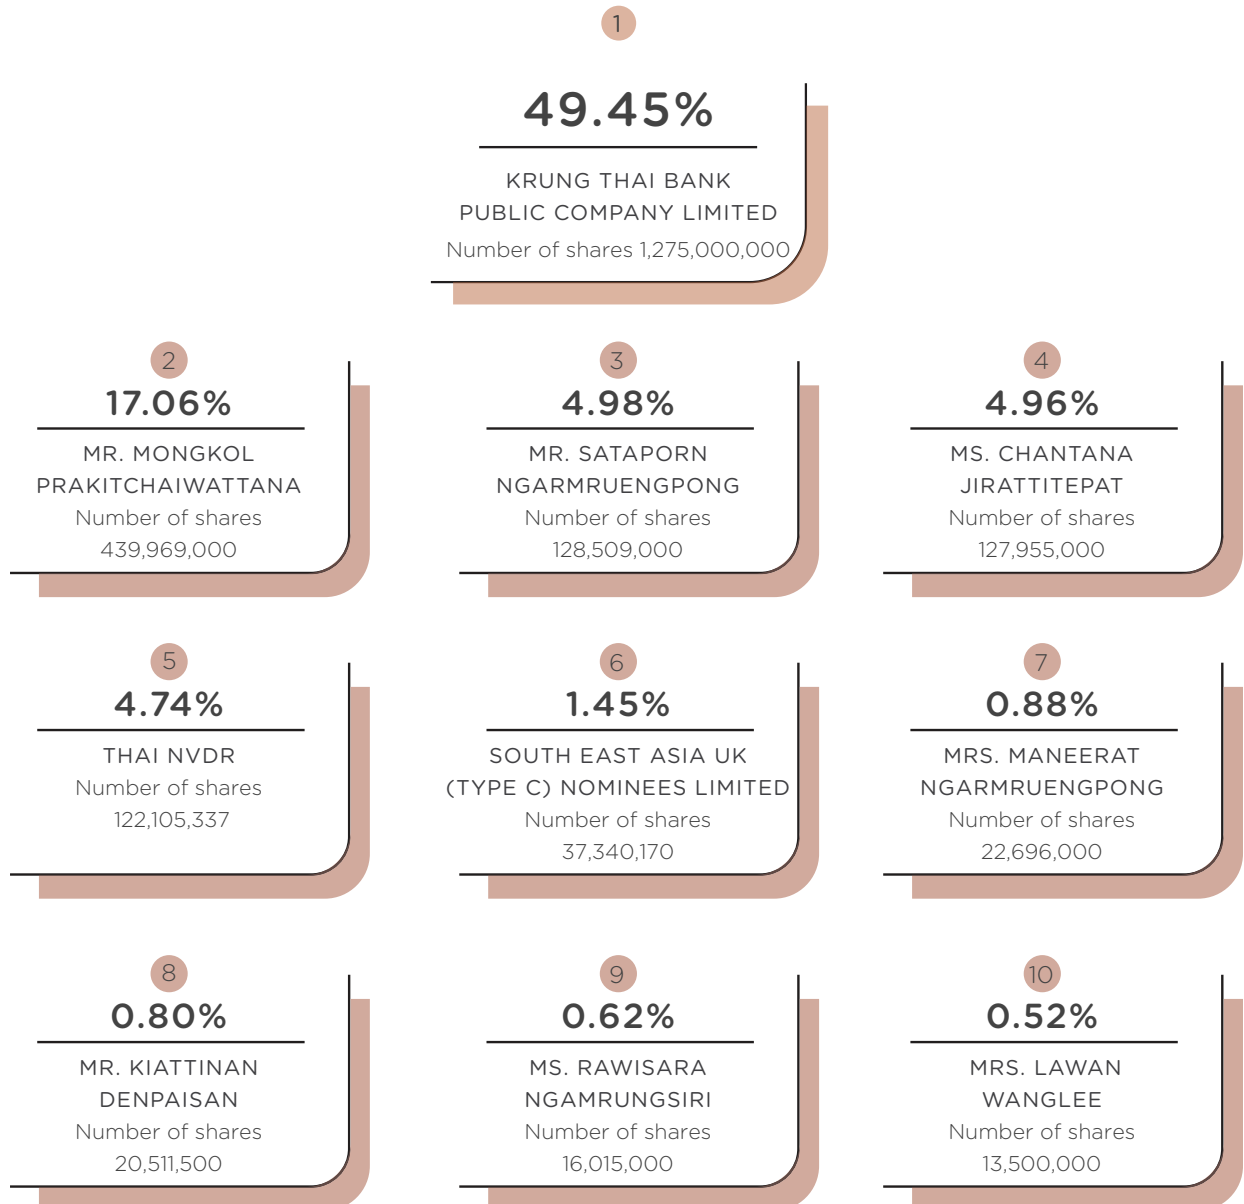 1
49.45%
KRUNG THAI BANK
PUBLIC COMPANY LIMITED
Number of shares 1,275,000,000
2
17.06%
MR. MONGKOL
PRAKITCHAIWATTANA
Number of shares
439,969,000
3
4.98%
MR. SATAPORN
NGARMRUENGPONG
Number of shares
128,509,000
4
4.96%
MS. CHANTANA
JIRATTITEPAT
Number of shares
127,955,000
5
4.74%
THAI NVDR
Number of shares
122,105,337
6
1.45%
SOUTH EAST ASIA UK
(TYPE C) NOMINEES LIMITED
Number of shares
37,340,170
7
0.88%
MRS. MANEERAT
NGARMRUENGPONG
Number of shares
22,696,000
8
0.80%
MR. KIATTINAN
DENPAISAN
Number of shares
20,511,500
9
0.62%
MS. RAWISARA
NGAMRUNGSIRI
Number of shares
16,015,000
10
0.52%
MRS. LAWAN
WANGLEE
Number of shares
13,500,000